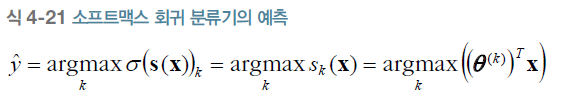 식 4-21 소프트맥스 회귀 분류기의 예측
ŷ = argmax σ(s(x))ₖ = argmax sₖ(x) = argmax((θ⁽ᵏ⁾)ᵀ x)
k k k